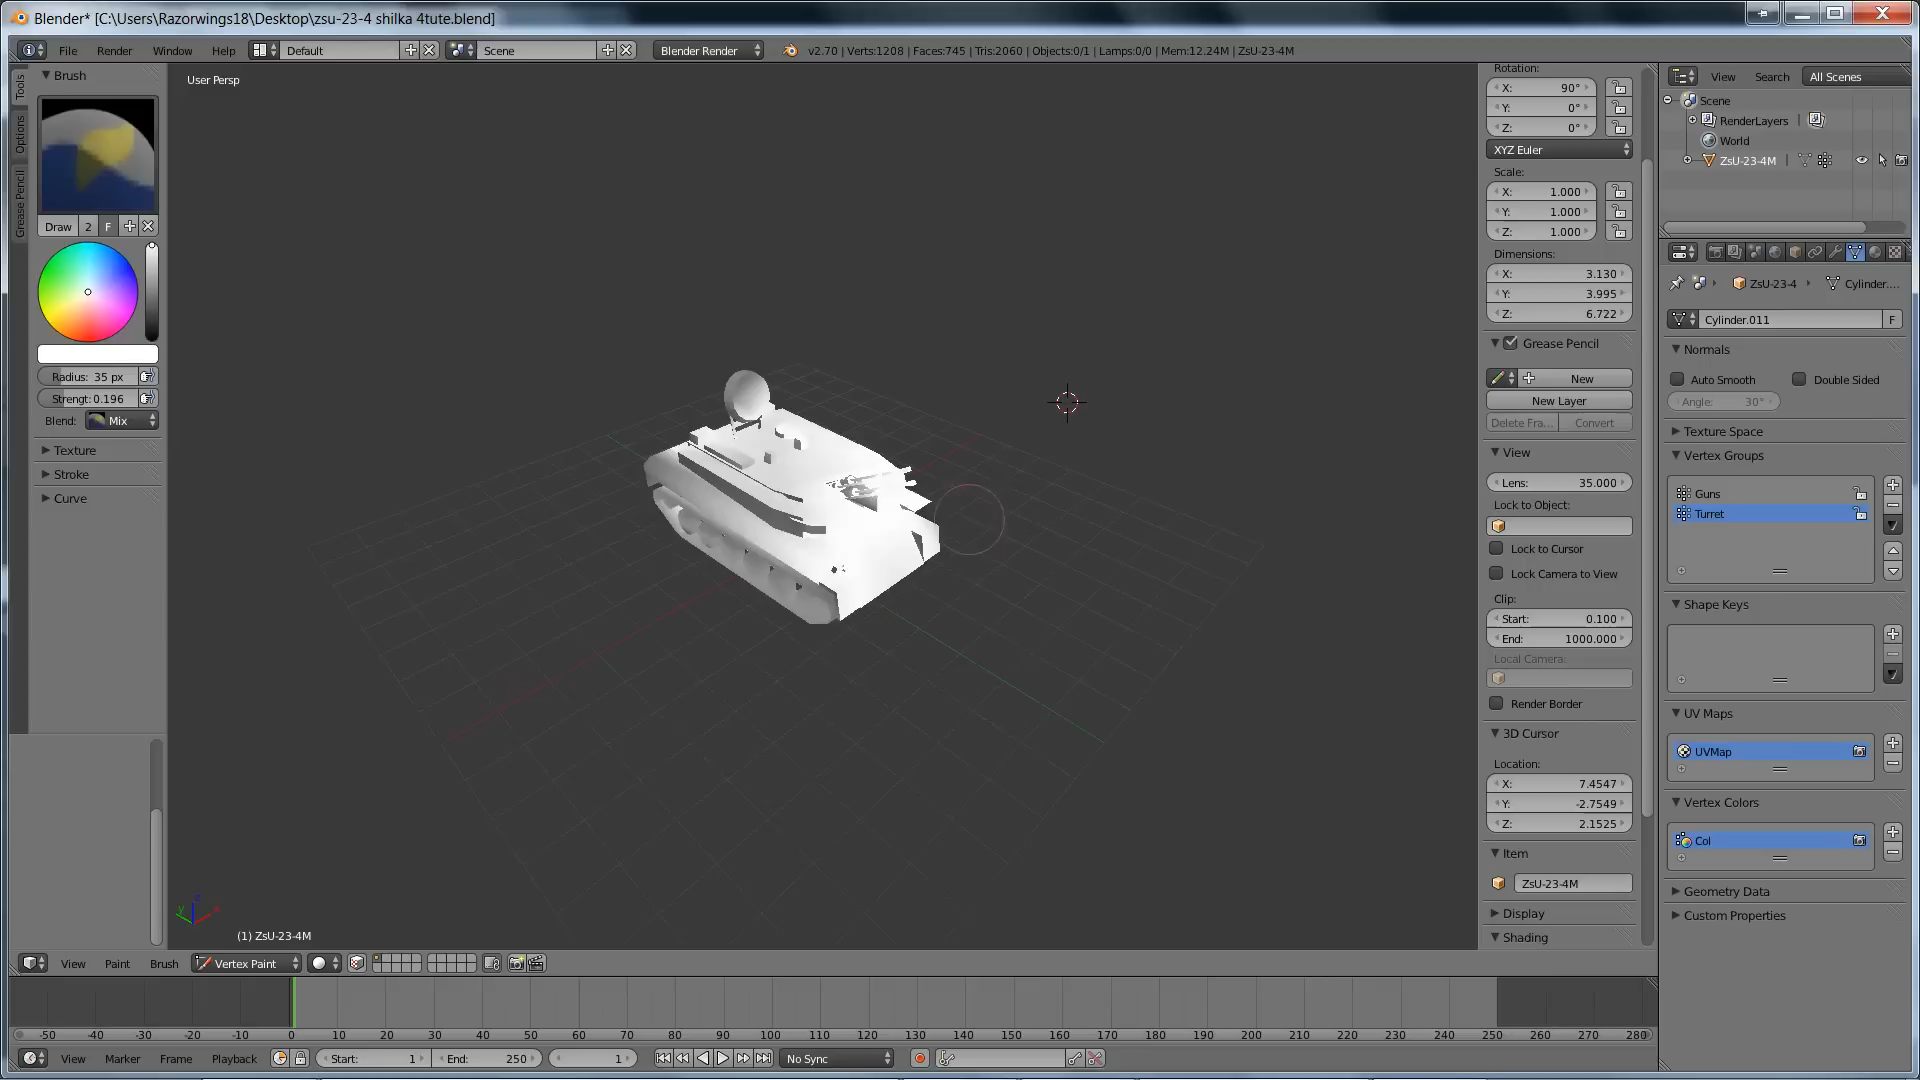 Blender* [C:\Users\Razorwings18\Desktop\zsu-23-4 shilka 4tute.blend]
File Render Window Help Default Scene Blender Render v2.70 | Verts:1208 | Faces:745 | Tris:2060 | Objects:0/1 | Lamps:0/0 | Mem:12.24M | ZsU-23-4M
Tools
Options
Grease Pencil
Brush
Draw 2 F
Radius: 35 px
Strengt:0.196
Blend: Mix
Texture
Stroke
Curve
User Persp
(1) ZsU-23-4M
Rotation:
X: 90°
Y: 0°
Z: 0°
XYZ Euler
Scale:
X: 1.000
Y: 1.000
Z: 1.000
Dimensions:
X: 3.130
Y: 3.995
Z: 6.722
Grease Pencil
New
New Layer
Delete Fra... Convert
View
Lens: 35.000
Lock to Object:
Lock to Cursor
Lock Camera to View
Clip:
Start: 0.100
End: 1000.000
Local Camera:
Render Border
3D Cursor
Location:
X: 7.4547
Y: -2.7549
Z: 2.1525
Item
ZsU-23-4M
Display
Shading
View Search All Scenes
Scene
RenderLayers
World
ZsU-23-4M
ZsU-23-4 Cylinder....
Cylinder.011 F
Normals
Auto Smooth Double Sided
Angle: 30°
Texture Space
Vertex Groups
Guns
Turret
Shape Keys
UV Maps
UVMap
Vertex Colors
Col
Geometry Data
Custom Properties
View Paint Brush Vertex Paint
-50 -40 -30 -20 -10 0 10 20 30 40 50 60 70 80 90 100 110 120 130 140 150 160 170 180 190 200 210 220 230 240 250 260 270 280
View Marker Frame Playback Start: 1 End: 250 1 No Sync